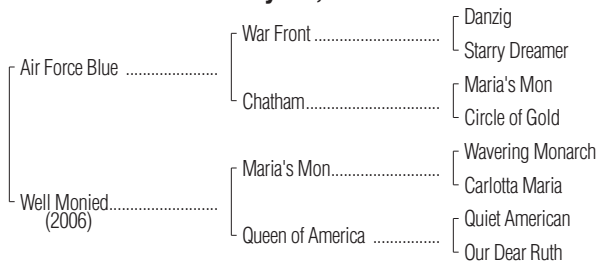 Danzig
War Front
Starry Dreamer
Air Force Blue
Maria's Mon
Chatham
Circle of Gold
Wavering Monarch
Maria's Mon
Carlotta Maria
Well Monied
(2006)
Quiet American
Queen of America
Our Dear Ruth